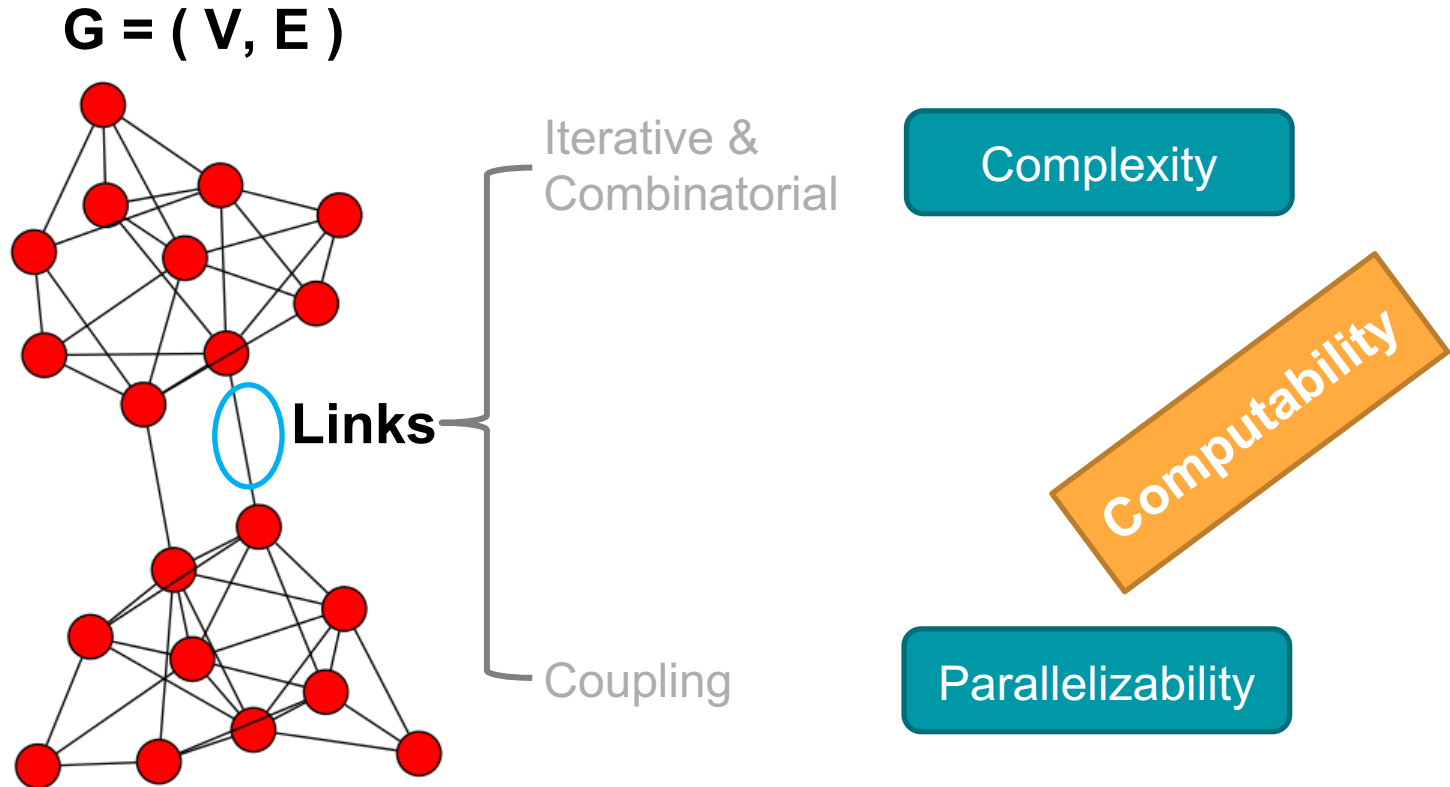 G = ( V, E )
Iterative &
Combinatorial
Complexity
Computability
Links
Coupling
Parallelizability